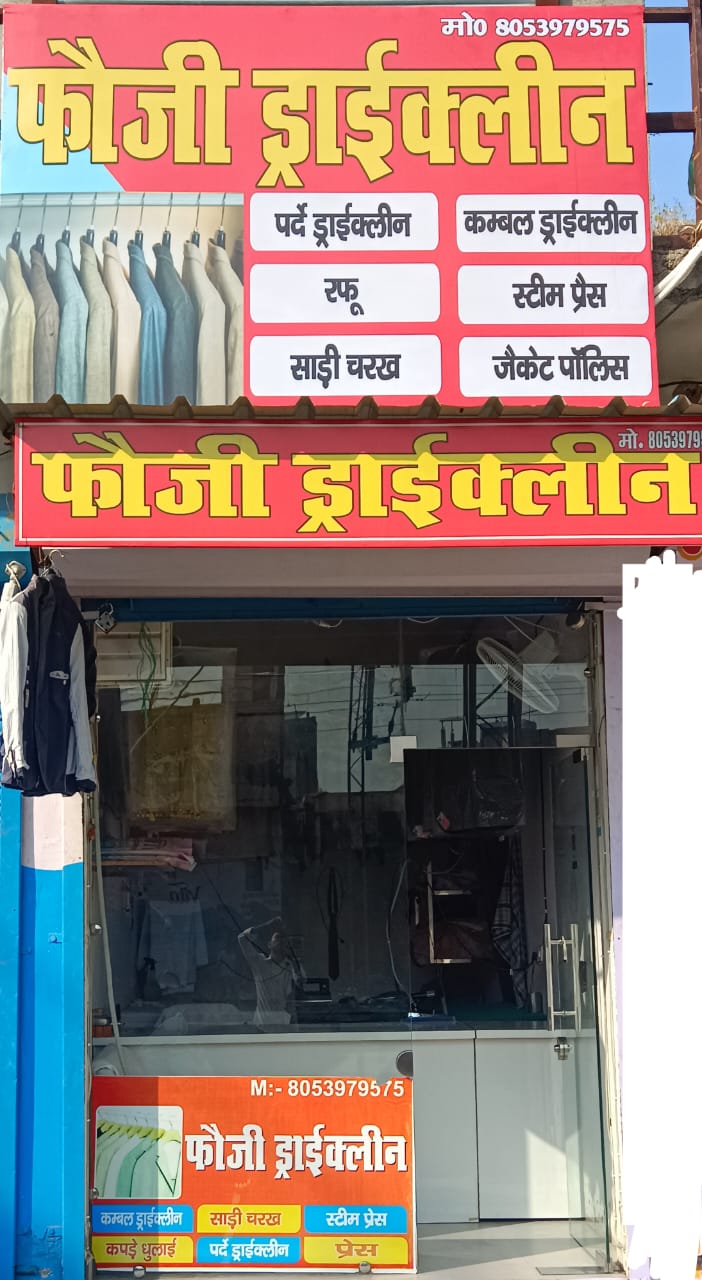 मो0 8053979575
फौजी ड्राईक्लीन
पर्दे ड्राईक्लीन
कम्बल ड्राईक्लीन
रफू
स्टीम प्रैस
साड़ी चरख
जैकेट पॉलिस
मो. 8053979
फौजी ड्राईक्लीन
M:- 8053979575
फौजी ड्राईक्लीन
कम्बल ड्राईक्लीन
साड़ी चरख
स्टीम प्रेस
कपड़े धुलाई
पर्दे ड्राईक्लीन
प्रेस